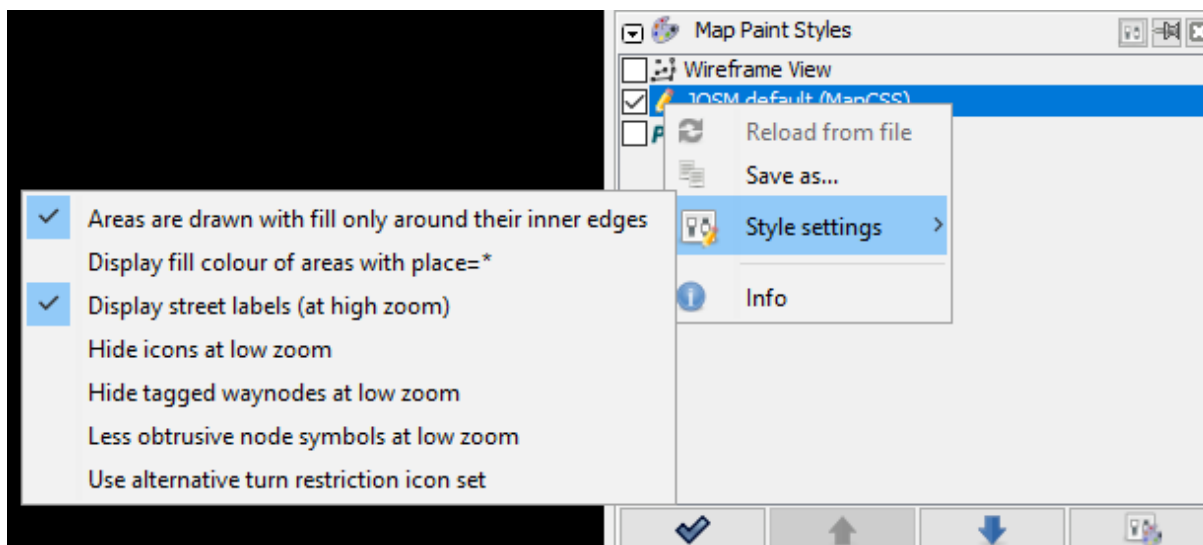 Map Paint Styles
Wireframe View
JOSM default (MapCSS)
P
Reload from file
Save as...
Style settings
Info
Areas are drawn with fill only around their inner edges
Display fill colour of areas with place=*
Display street labels (at high zoom)
Hide icons at low zoom
Hide tagged waynodes at low zoom
Less obtrusive node symbols at low zoom
Use alternative turn restriction icon set